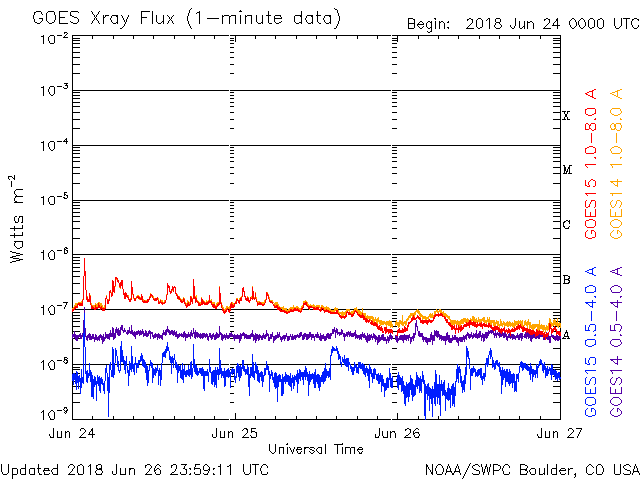 GOES Xray Flux (1-minute data)
Begin: 2018 Jun 24 0000 UTC
10⁻²
10⁻³
10⁻⁴
10⁻⁵
10⁻⁶
10⁻⁷
10⁻⁸
10⁻⁹
Watts m⁻²
X
M
C
B
A
GOES15 1.0-8.0 A
GOES14 1.0-8.0 A
GOES15 0.5-4.0 A
GOES14 0.5-4.0 A
Jun 24
Jun 25
Jun 26
Jun 27
Universal Time
Updated 2018 Jun 26 23:59:11 UTC
NOAA/SWPC Boulder, CO USA